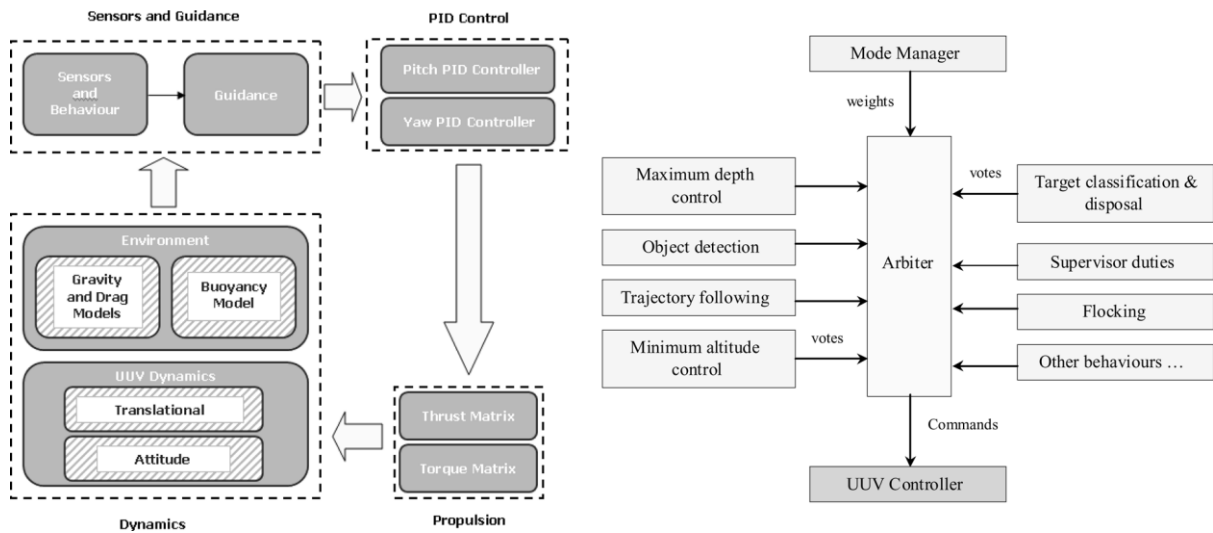 Sensors and Guidance
Sensors
and
Behaviour
Guidance
PID Control
Pitch PID Controller
Yaw PID Controller
Environment
Gravity
and Drag
Models
Buoyancy
Model
UUV Dynamics
Translational
Attitude
Dynamics
Thrust Matrix
Torque Matrix
Propulsion
Mode Manager
weights
Maximum depth
control
Object detection
Trajectory following
Minimum altitude
control
votes
Arbiter
votes
Target classification &
disposal
Supervisor duties
Flocking
Other behaviours …
Commands
UUV Controller